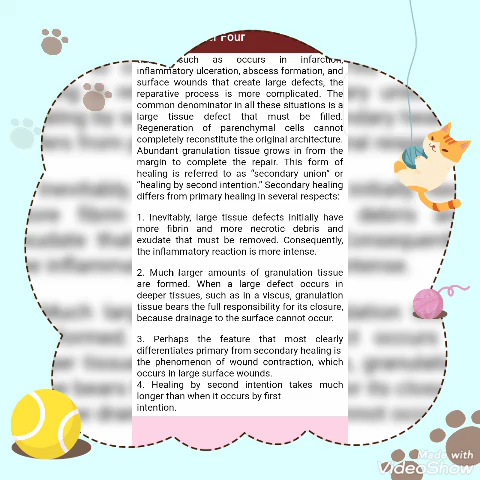 Four
such as occurs in infarction,
inflammatory ulceration, abscess formation, and
surface wounds that create large defects, the
reparative process is more complicated. The
common denominator in all these situations is a
large tissue defect that must be filled.
Regeneration of parenchymal cells cannot
completely reconstitute the original architecture.
Abundant granulation tissue grows in from the
margin to complete the repair. This form of
healing is referred to as "secondary union" or
"healing by second intention." Secondary healing
differs from primary healing in several respects:
1. Inevitably, large tissue defects initially have
more fibrin and more necrotic debris and
exudate that must be removed. Consequently,
the inflammatory reaction is more intense.
2. Much larger amounts of granulation tissue
are formed. When a large defect occurs in
deeper tissues, such as in a viscus, granulation
tissue bears the full responsibility for its closure,
because drainage to the surface cannot occur.
3. Perhaps the feature that most clearly
differentiates primary from secondary healing is
the phenomenon of wound contraction, which
occurs in large surface wounds.
4. Healing by second intention takes much
longer than when it occurs by first
intention.
Made with
VideoShow